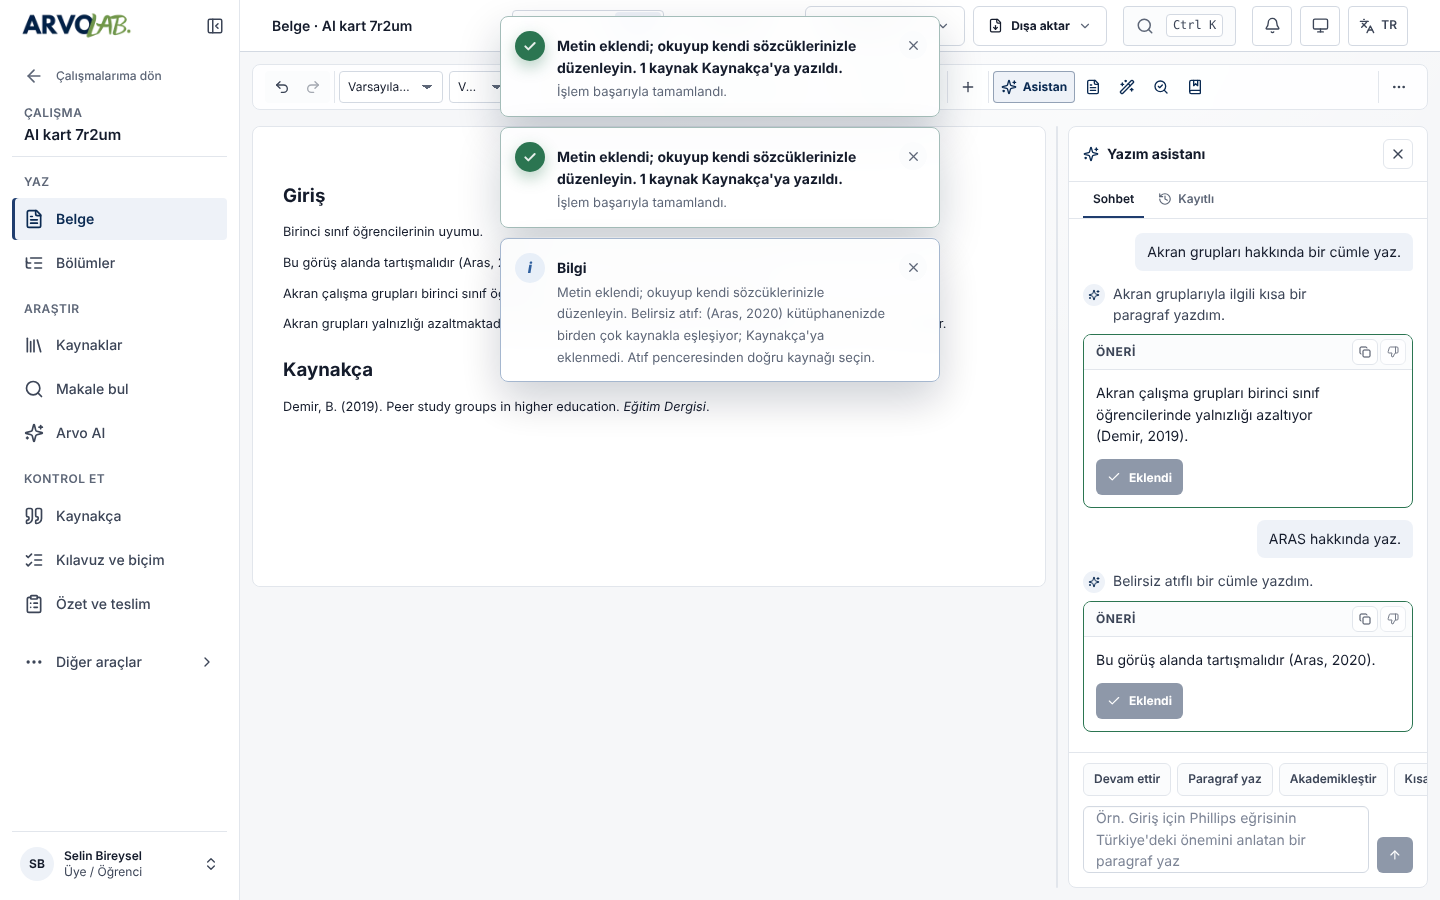 ARVOLAB.
Çalışmalarıma dön
ÇALIŞMA
AI kart 7r2um
YAZ
Belge
Bölümler
ARAŞTIR
Kaynaklar
Makale bul
Arvo AI
KONTROL ET
Kaynakça
Kılavuz ve biçim
Özet ve teslim
Diğer araçlar
SB
Selin Bireysel
Üye / Öğrenci
Belge · AI kart 7r2um
Dışa aktar
Ctrl K
TR
Varsayıla...
V...
Asistan
Metin eklendi; okuyup kendi sözcüklerinizle
düzenleyin. 1 kaynak Kaynakça'ya yazıldı.
İşlem başarıyla tamamlandı.
Metin eklendi; okuyup kendi sözcüklerinizle
düzenleyin. 1 kaynak Kaynakça'ya yazıldı.
İşlem başarıyla tamamlandı.
Bilgi
Metin eklendi; okuyup kendi sözcüklerinizle
düzenleyin. Belirsiz atıf: (Aras, 2020) kütüphanenizde
birden çok kaynakla eşleşiyor; Kaynakça'ya
eklenmedi. Atıf penceresinden doğru kaynağı seçin.
Giriş
Birinci sınıf öğrencilerinin uyumu.
Bu görüş alanda tartışmalıdır (Aras,
Akran çalışma grupları birinci sınıf
Akran grupları yalnızlığı
Kaynakça
Demir, B. (2019). Peer study groups in higher education. Eğitim Dergisi.
Yazım asistanı
Sohbet
Kayıtlı
Akran grupları hakkında bir cümle yaz.
Akran gruplarıyla ilgili kısa bir
paragraf yazdım.
ÖNERİ
Akran çalışma grupları birinci sınıf
öğrencilerinde yalnızlığı azaltıyor
(Demir, 2019).
Eklendi
ARAS hakkında yaz.
Belirsiz atıflı bir cümle yazdım.
ÖNERİ
Bu görüş alanda tartışmalıdır (Aras, 2020).
Eklendi
Devam ettir
Paragraf yaz
Akademikleştir
Kısa
Örn. Giriş için Phillips eğrisinin
Türkiye'deki önemini anlatan bir
paragraf yaz